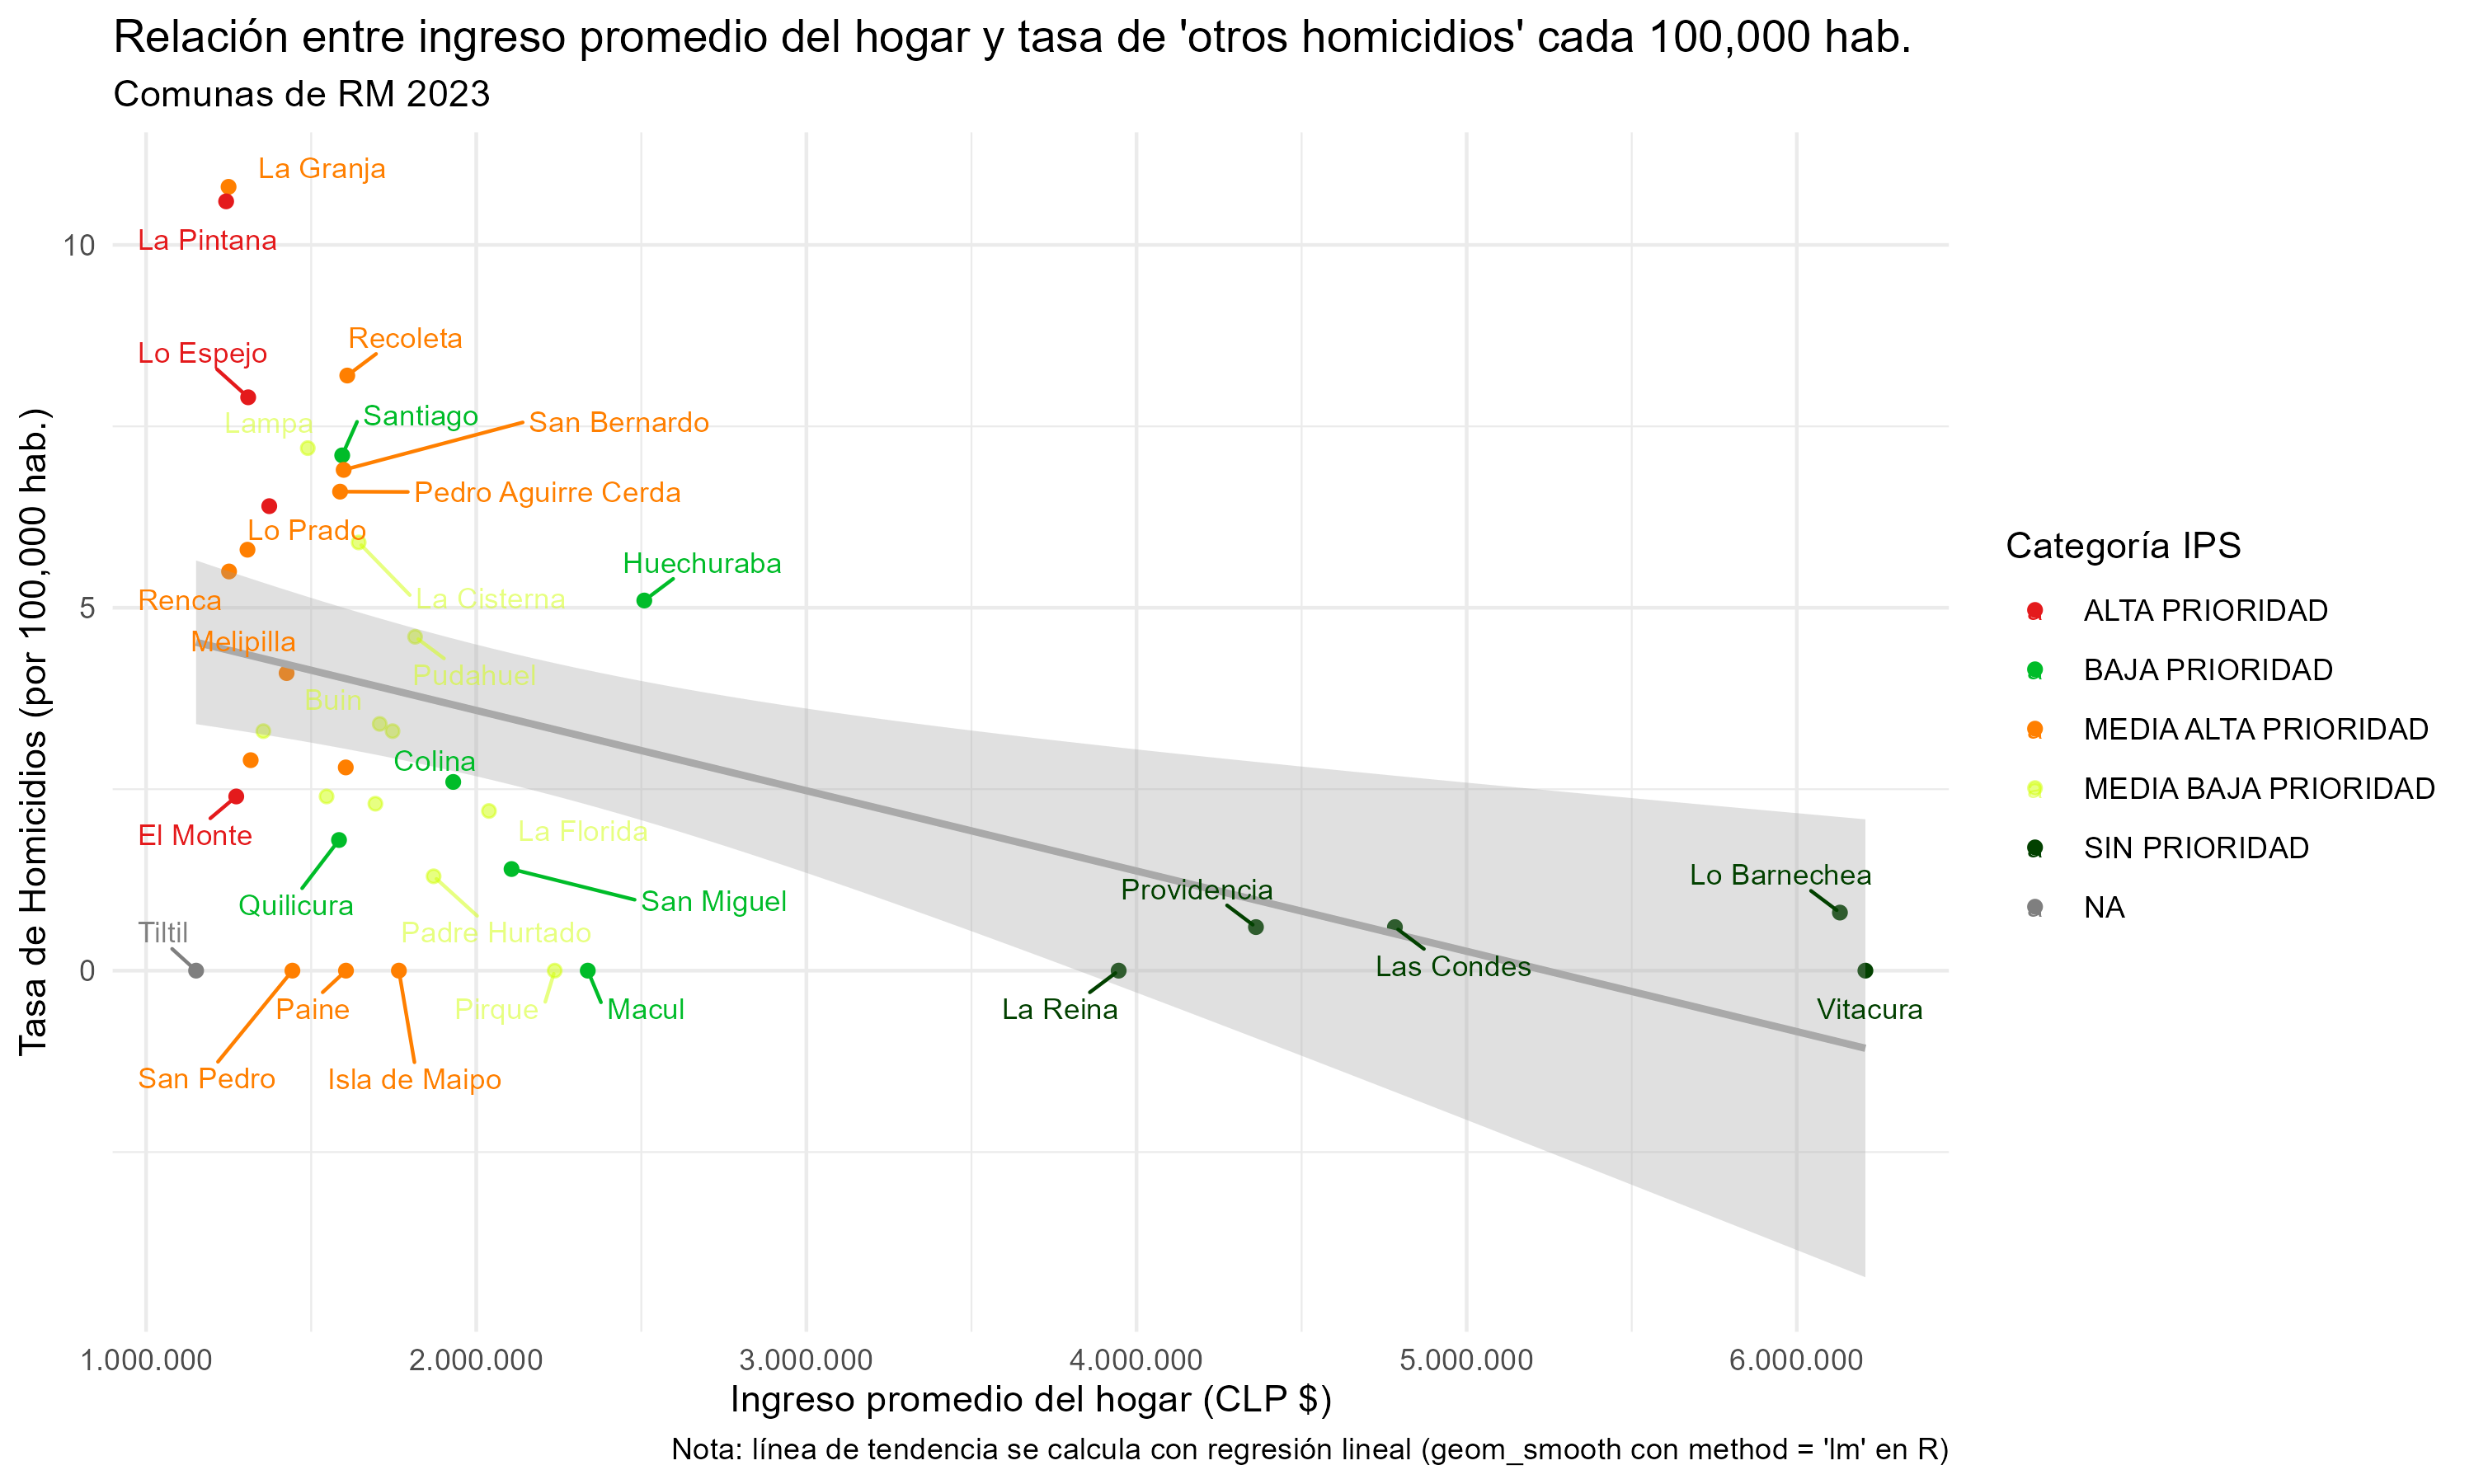 Relación entre ingreso promedio del hogar y tasa de 'otros homicidios' cada 100,000 hab.
Comunas de RM 2023
Tasa de Homicidios (por 100,000 hab.)
10
5
0
La Granja
La Pintana
Recoleta
Lo Espejo
Santiago
Lampa
San Bernardo
Pedro Aguirre Cerda
Lo Prado
Huechuraba
La Cisterna
Renca
Melipilla
Pudahuel
Buin
Colina
La Florida
El Monte
Lo Barnechea
Providencia
San Miguel
Quilicura
Tiltil
Padre Hurtado
Las Condes
Paine
Pirque
Macul
La Reina
Vitacura
San Pedro
Isla de Maipo
1.000.000
2.000.000
3.000.000
4.000.000
5.000.000
6.000.000
Ingreso promedio del hogar (CLP $)
Nota: línea de tendencia se calcula con regresión lineal (geom_smooth con method = 'lm' en R)
Categoría IPS
ALTA PRIORIDAD
BAJA PRIORIDAD
MEDIA ALTA PRIORIDAD
MEDIA BAJA PRIORIDAD
SIN PRIORIDAD
NA